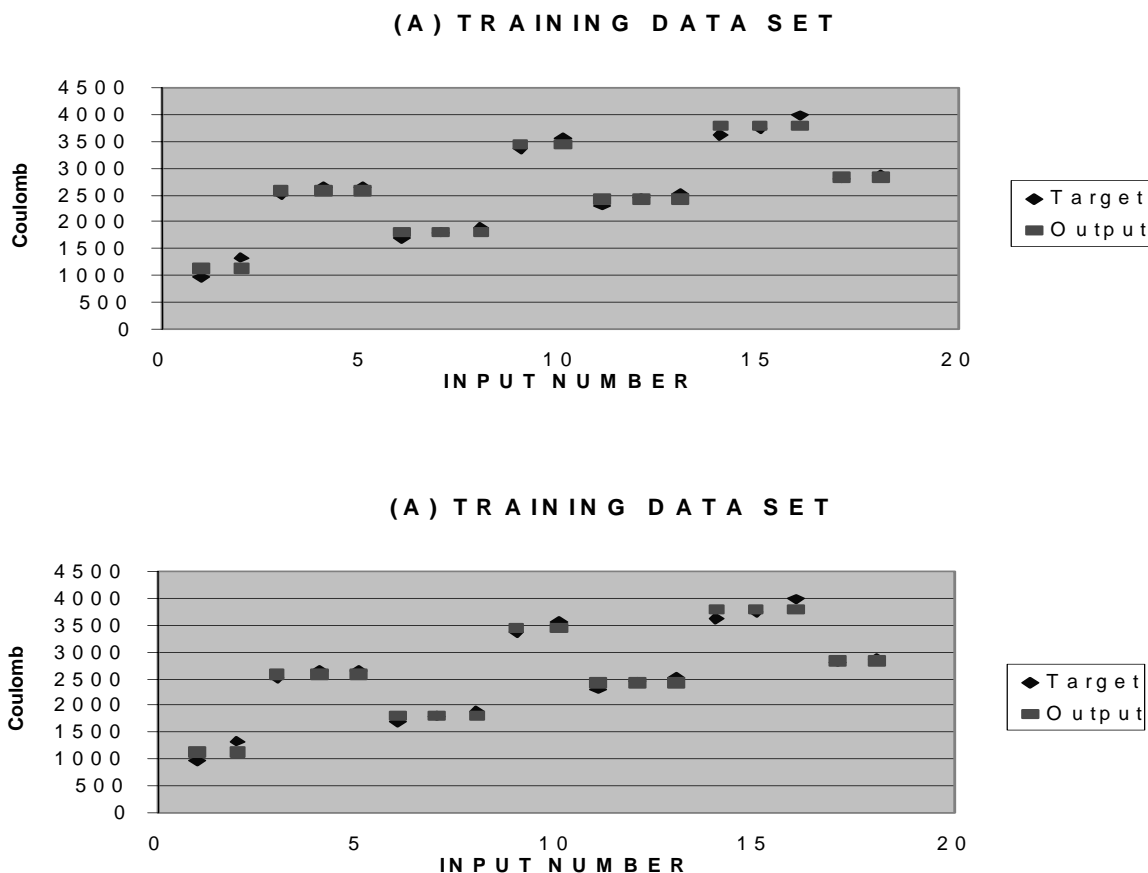 (A) TRAINING DATA SET
4500
4000
3500
3000
2500
2000
1500
1000
500
0
Coulomb
0 5 10 15 20
INPUT NUMBER
Target
Output
(A) TRAINING DATA SET
4500
4000
3500
3000
2500
2000
1500
1000
500
0
Coulomb
0 5 10 15 20
INPUT NUMBER
Target
Output